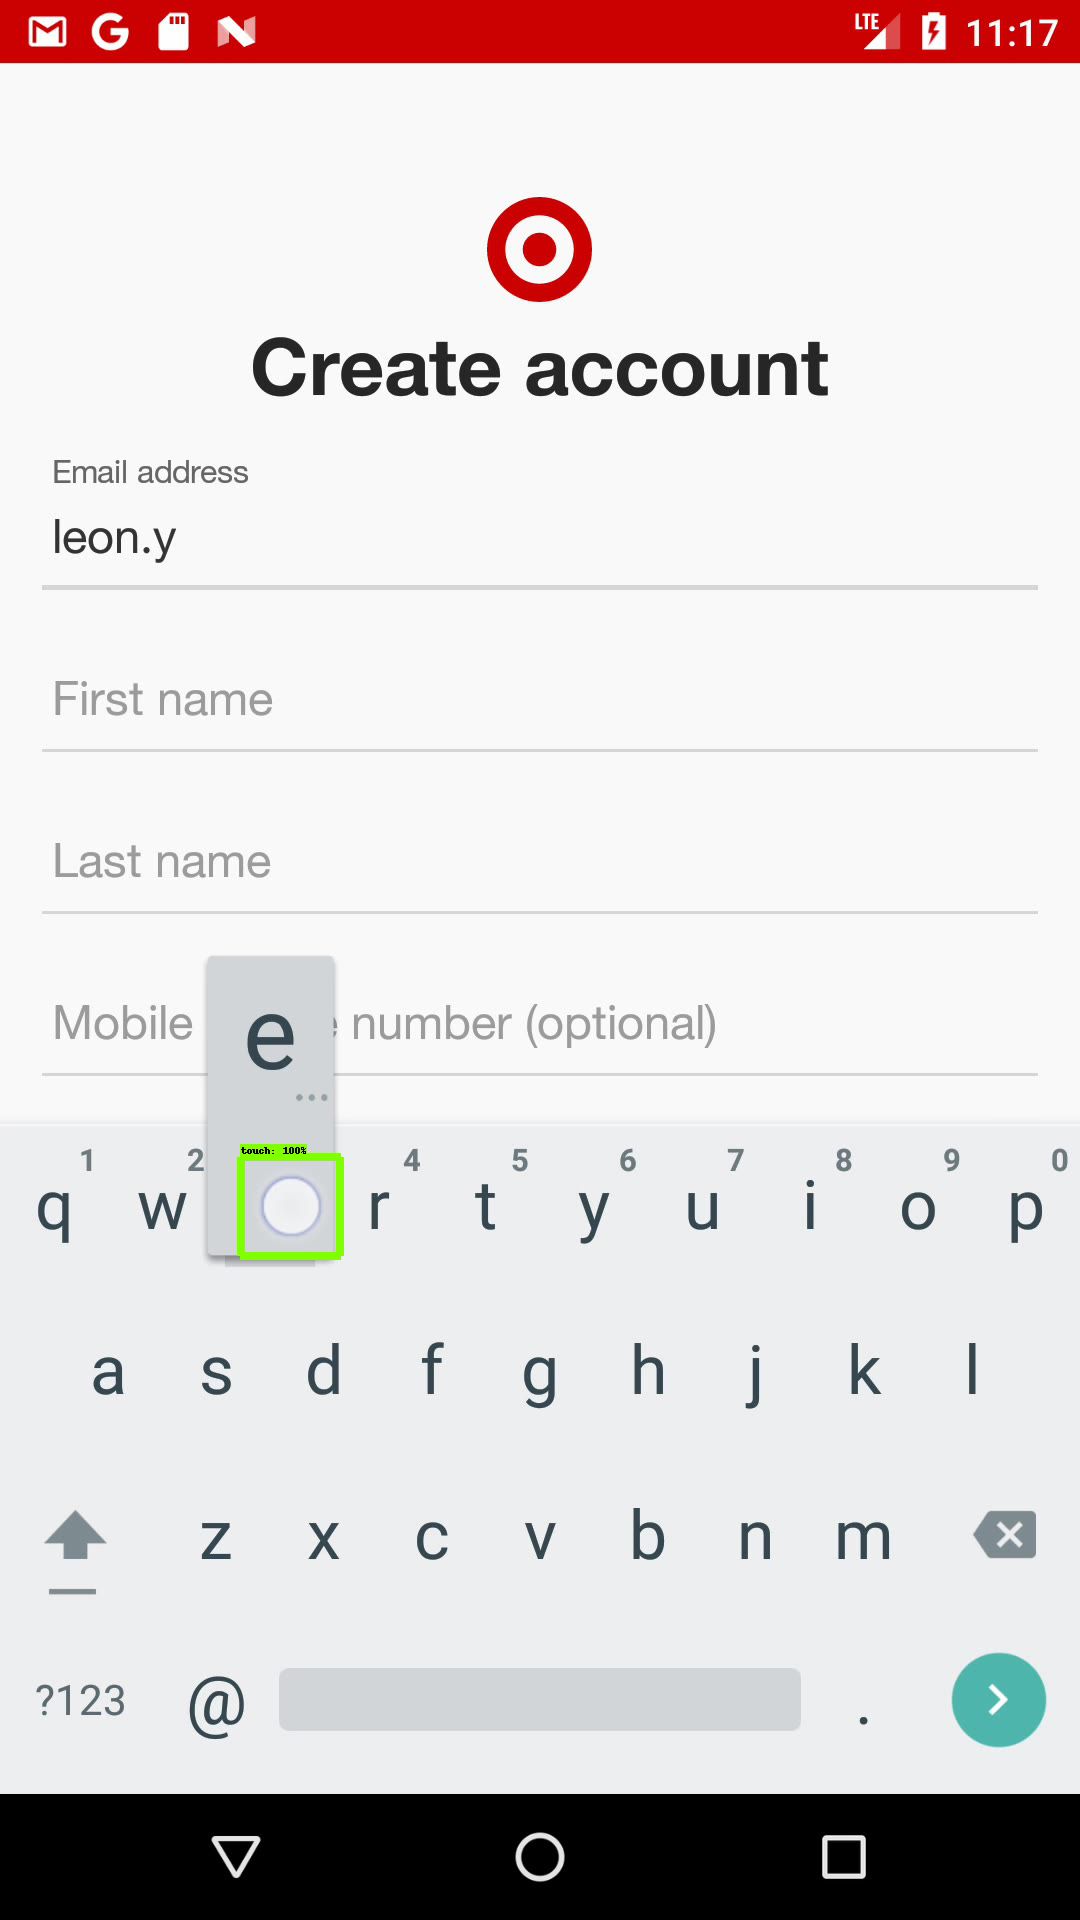 LTE 11:17
Create account
Email address
leon.y
First name
Last name
Mobile e number (optional)
e
...
touch: 100%
1 2 4 5 6 7 8 9 0
q w r t y u i o p
a s d f g h j k l
z x c v b n m
?123 @ .